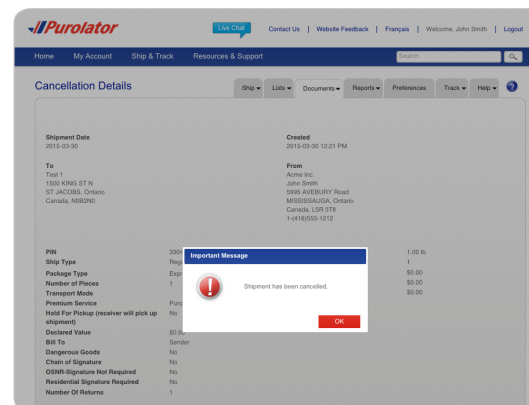 Purolator
Live Chat Contact Us | Website Feedback | Français | Welcome, John Smith | Logout
Home My Account Ship & Track Resources & Support Search
Cancellation Details Ship Lists Documents Reports Preferences Track Help ?
Shipment Date Created
2015-03-30 2015-03-30 12:21 PM
To From
Test 1 Acme Inc.
1500 KING ST N John Smith
ST JACOBS, Ontario 5995 AVEBURY Road
Canada, N0B2N0 MISSISSAUGA, Ontario
Canada, L5R 3T8
1-(416)555-1212
PIN 1.00 lb
Important Message
Ship Type 1
Package Type $0.00
Number of Pieces 1 Shipment has been cancelled. $0.00
Transport Mode $0.00
Premium Service
Hold For Pickup (receiver will pick up No
shipment) OK
Declared Value $0.00
Bill To Sender
Dangerous Goods No
Chain of Signature No
OSNR-Signature Not Required No
Residential Signature Required No
Number Of Returns 1